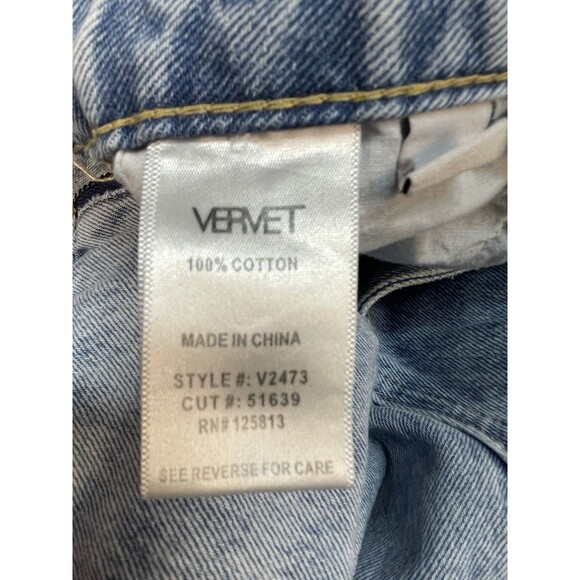 VERVET
100% COTTON
MADE IN CHINA
STYLE #: V2473
CUT #: 51639
RN# 125813
SEE REVERSE FOR CARE